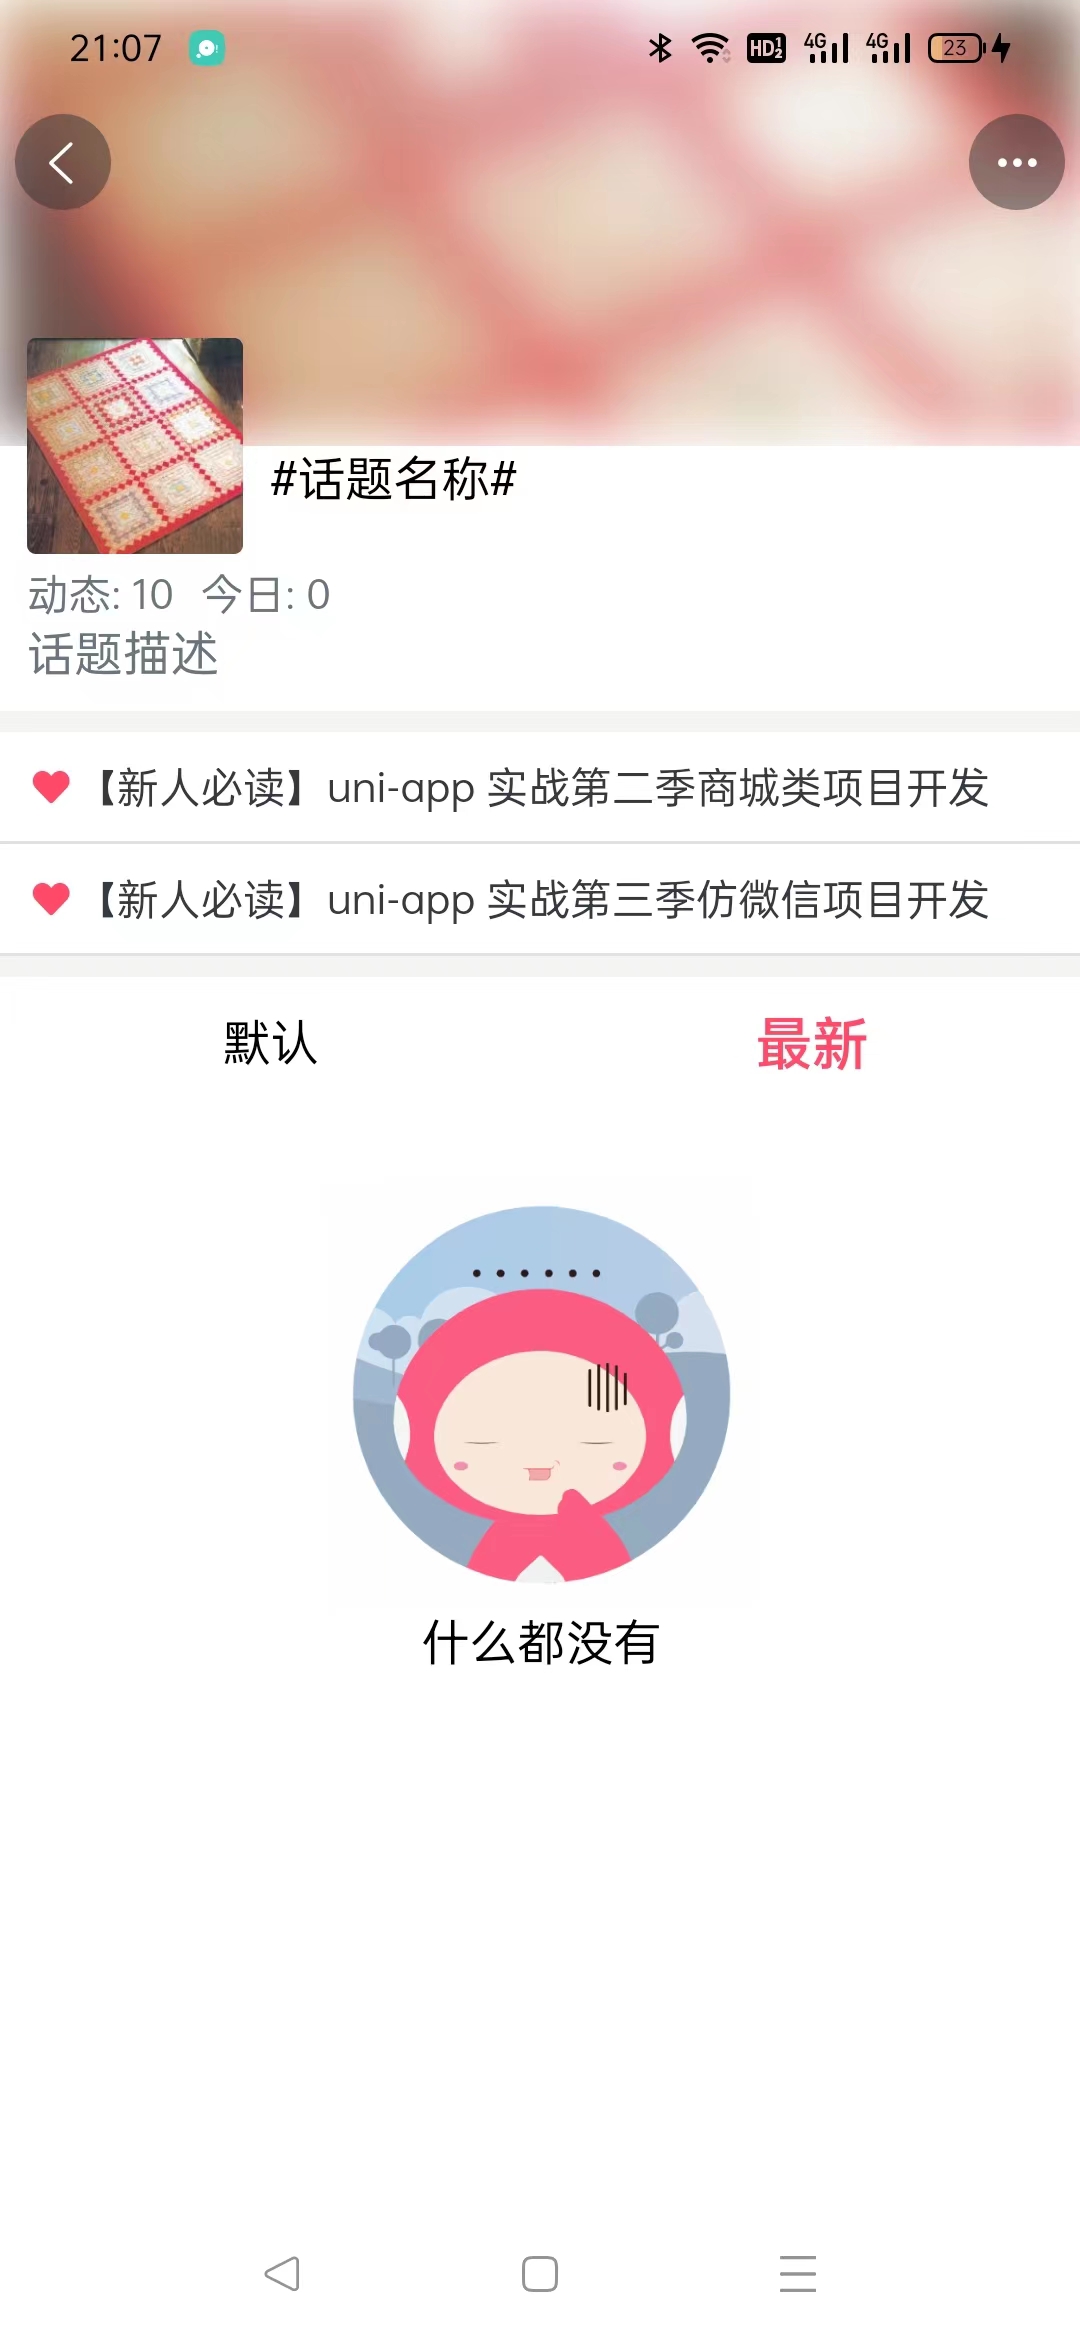 21:07
HD 1 2 4G 4G 23
#话题名称#
动态: 10 今日: 0
话题描述
【新人必读】uni-app 实战第二季商城类项目开发
【新人必读】uni-app 实战第三季仿微信项目开发
默认 最新
什么都没有